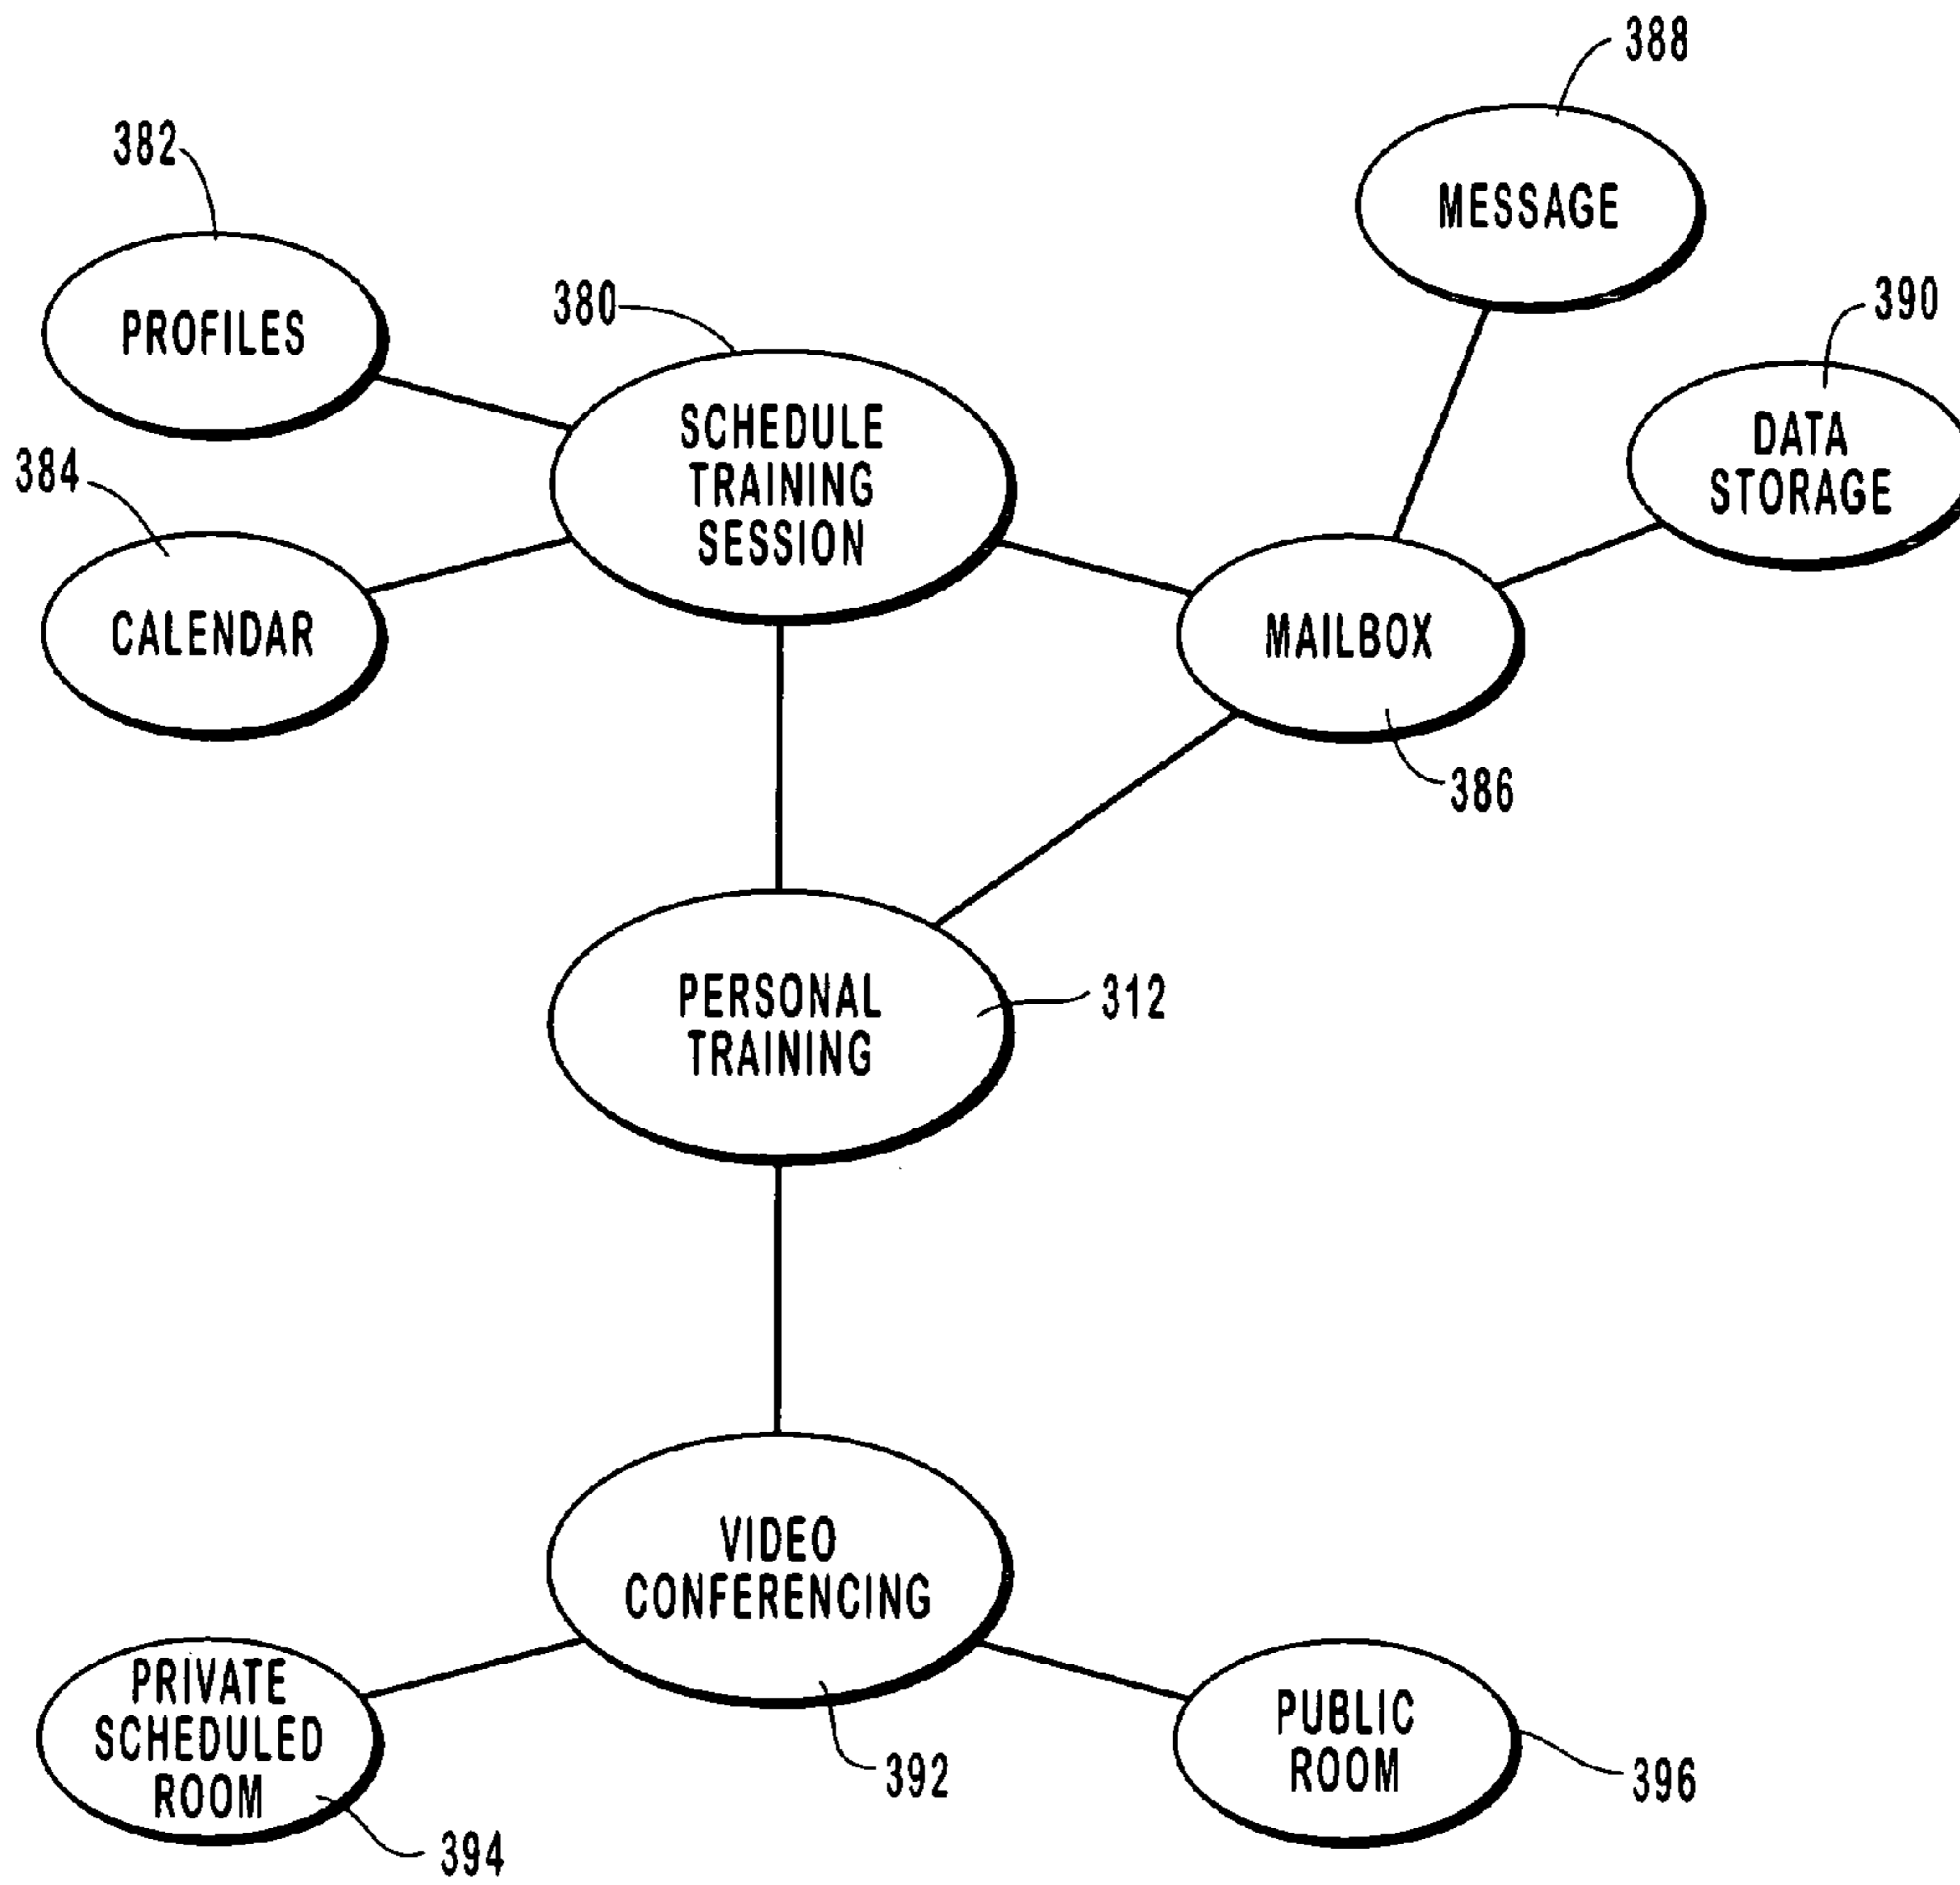 388
382
MESSAGE
390
380
PROFILES
SCHEDULE
TRAINING
SESSION
DATA
STORAGE
384
CALENDAR
MAILBOX
386
PERSONAL
TRAINING
312
VIDEO
CONFERENCING
PRIVATE
SCHEDULED
ROOM
PUBLIC
ROOM
392
396
394